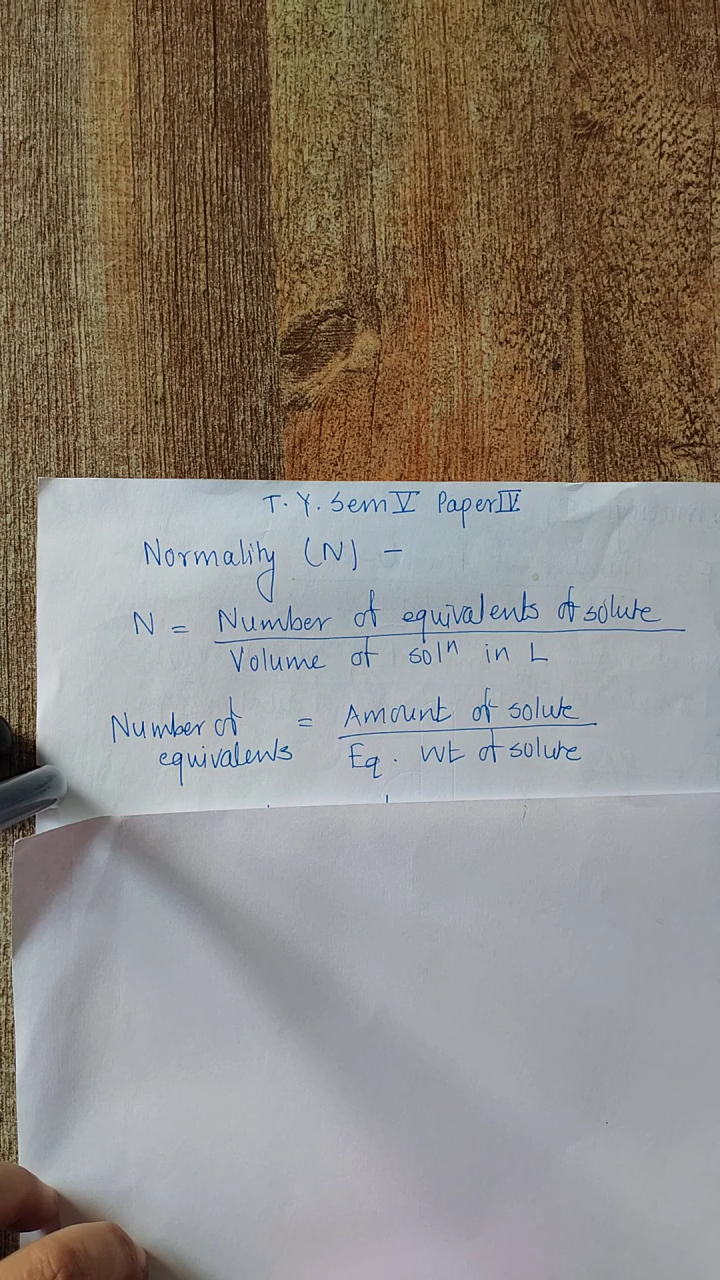 T. Y. Sem V Paper IV
Normality (N) -
N = Number of equivalents of solute
Volume of solⁿ in L
Number of = Amount of solute
equivalents Eq. wt of solute